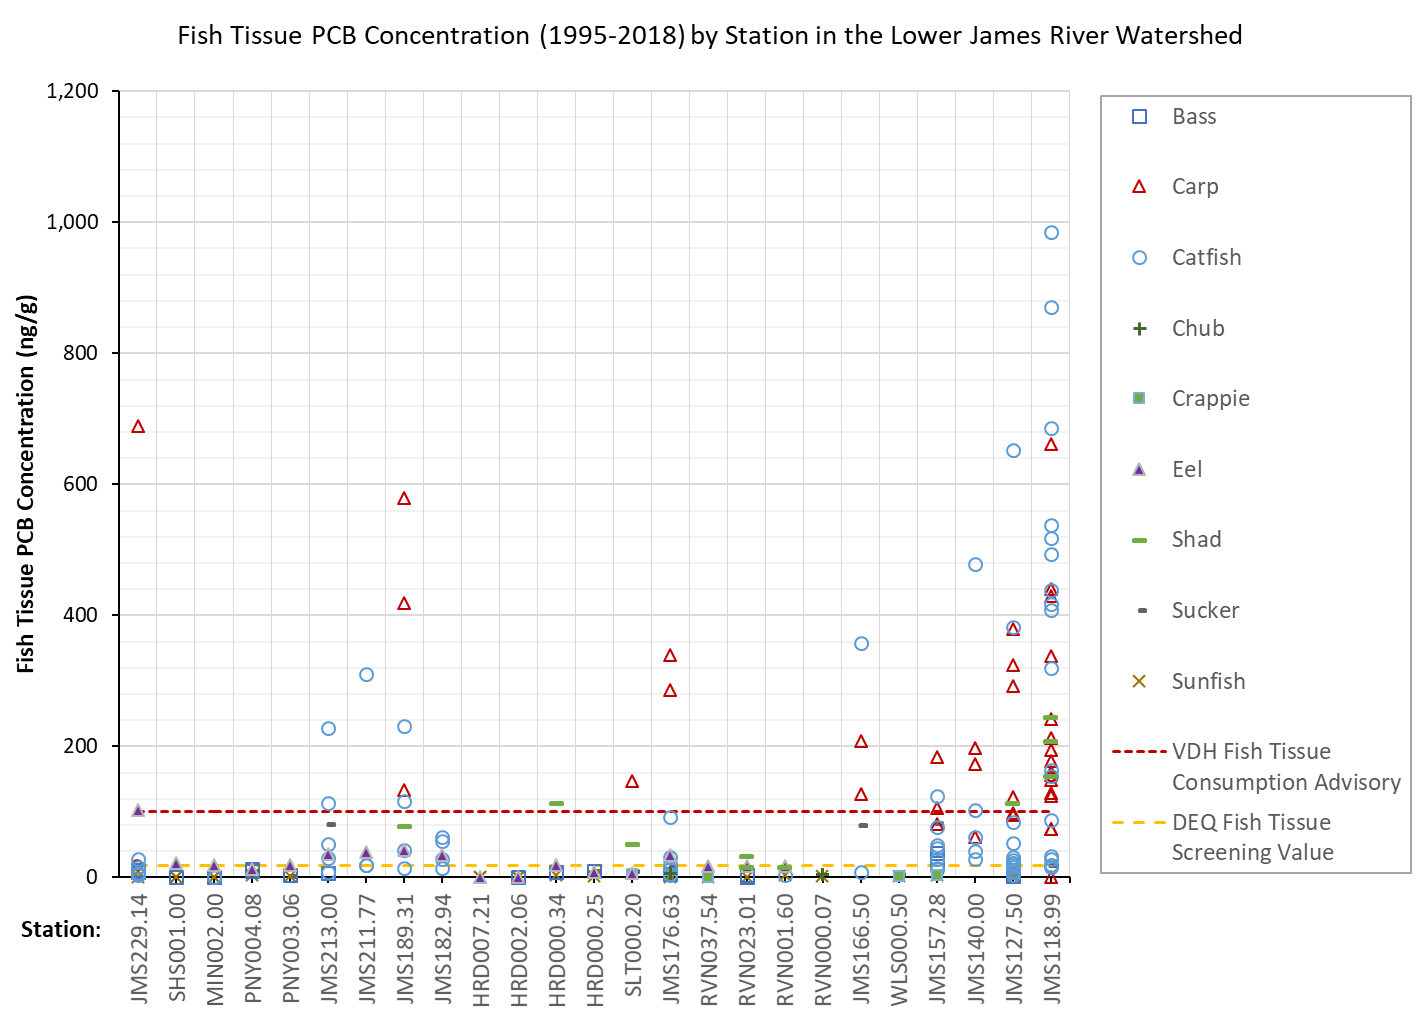 Fish Tissue PCB Concentration (1995-2018) by Station in the Lower James River Watershed
Fish Tissue PCB Concentration (ng/g)
1,200
1,000
800
600
400
200
0
Station:
JMS229.14
SHS001.00
MIN002.00
PNY004.08
PNY003.06
JMS213.00
JMS211.77
JMS189.31
JMS182.94
HRD007.21
HRD002.06
HRD000.34
HRD000.25
SLT000.20
JMS176.63
RVN037.54
RVN023.01
RVN001.60
RVN000.07
JMS166.50
WLS000.50
JMS157.28
JMS140.00
JMS127.50
JMS118.99
Bass
Carp
Catfish
Chub
Crappie
Eel
Shad
Sucker
Sunfish
VDH Fish Tissue
Consumption Advisory
DEQ Fish Tissue
Screening Value